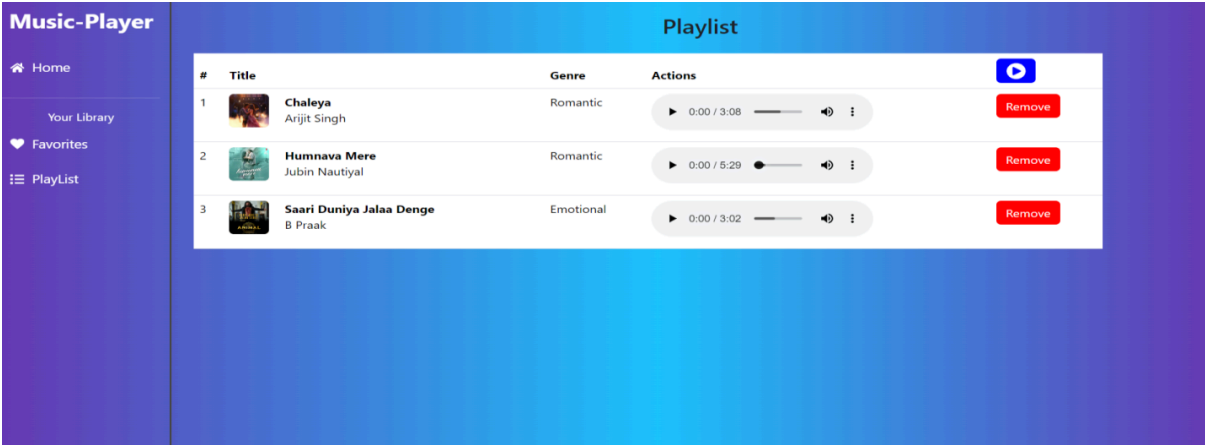 Music-Player
Home
Your Library
Favorites
PlayList
Playlist
# Title Genre Actions
1 Chaleya Romantic 0:00 / 3:08 Remove
Arijit Singh
2 Humnava Mere Romantic 0:00 / 5:29 Remove
Jubin Nautiyal
3 Saari Duniya Jalaa Denge Emotional 0:00 / 3:02 Remove
B Praak
ANIMAL